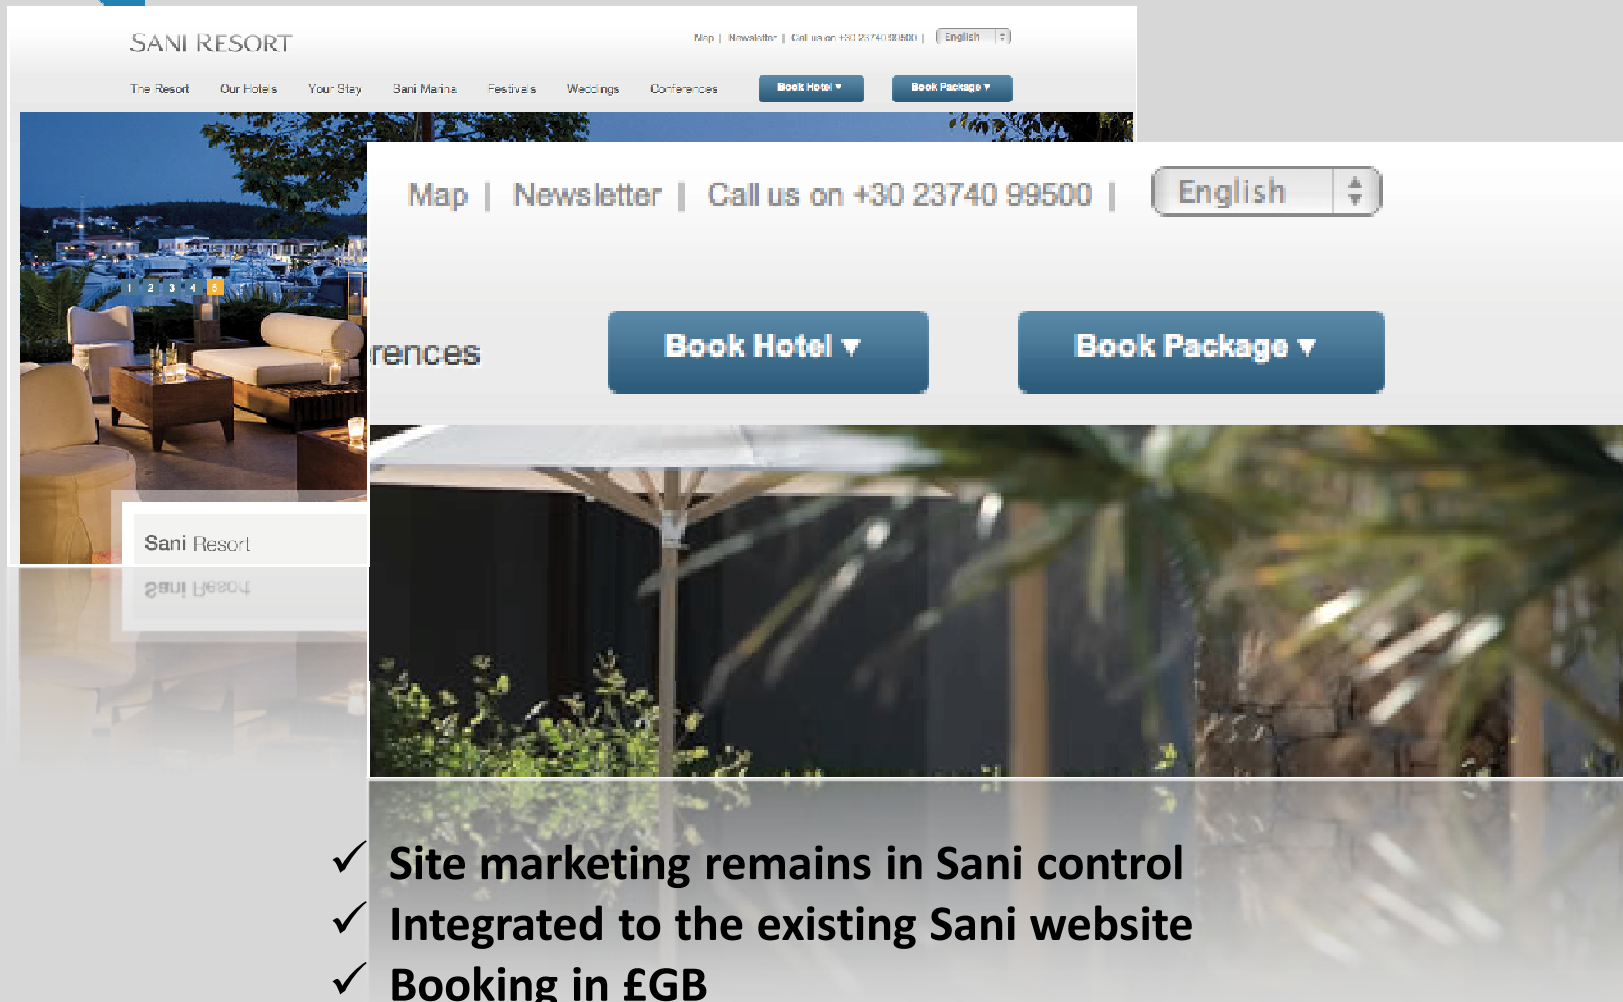 SANI RESORT
Map | Newsletter | Call us on +30 23740 99500 | English
The Resort Our Hotels Your Stay Sani Marina Festivals Weddings Conferences Book Hotel ▼ Book Package ▼
Map | Newsletter | Call us on +30 23740 99500 | English
rences Book Hotel ▼ Book Package ▼
1 2 3 4 5
Sani Resort
✓ Site marketing remains in Sani control
✓ Integrated to the existing Sani website
✓ Booking in £GB